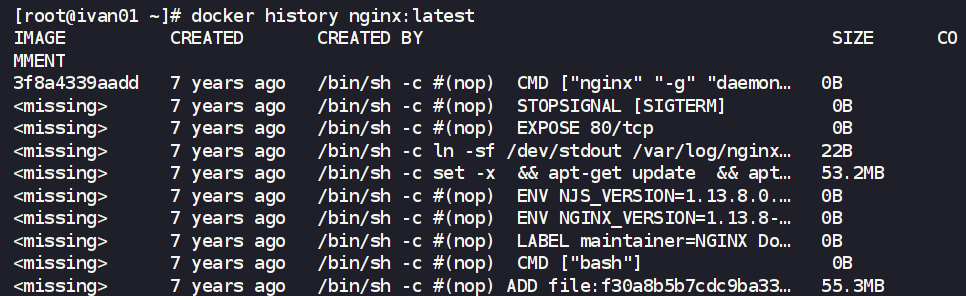 [root@ivan01 ~]# docker history nginx:latest
IMAGE          CREATED       CREATED BY                                      SIZE      CO
MMENT
3f8a4339aadd   7 years ago   /bin/sh -c #(nop)  CMD ["nginx" "-g" "daemon…   0B
<missing>      7 years ago   /bin/sh -c #(nop)  STOPSIGNAL [SIGTERM]         0B
<missing>      7 years ago   /bin/sh -c #(nop)  EXPOSE 80/tcp                0B
<missing>      7 years ago   /bin/sh -c ln -sf /dev/stdout /var/log/nginx…   22B
<missing>      7 years ago   /bin/sh -c set -x  && apt-get update  && apt…   53.2MB
<missing>      7 years ago   /bin/sh -c #(nop)  ENV NJS_VERSION=1.13.8.0.…   0B
<missing>      7 years ago   /bin/sh -c #(nop)  ENV NGINX_VERSION=1.13.8-…   0B
<missing>      7 years ago   /bin/sh -c #(nop)  LABEL maintainer=NGINX Do…   0B
<missing>      7 years ago   /bin/sh -c #(nop)  CMD ["bash"]                 0B
<missing>      7 years ago   /bin/sh -c #(nop) ADD file:f30a8b5b7cdc9ba33…   55.3MB